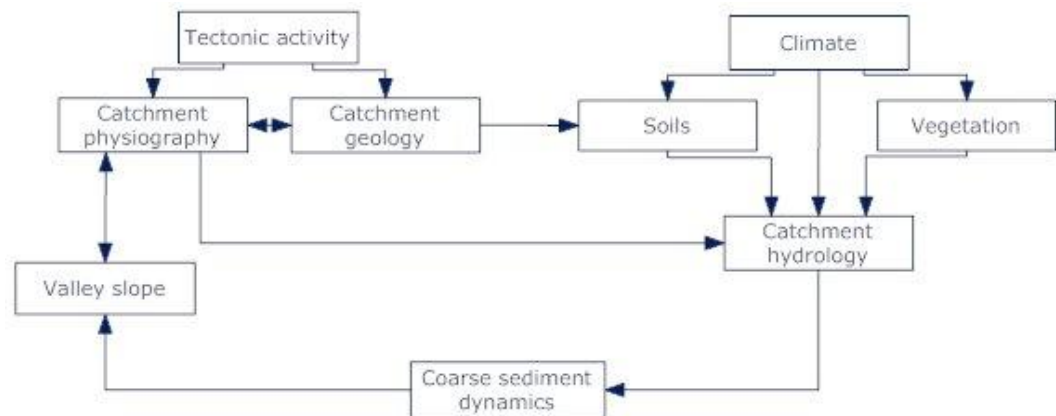 Tectonic activity
Climate
Catchment
physiography
Catchment
geology
Soils
Vegetation
Catchment
hydrology
Valley slope
Coarse sediment
dynamics